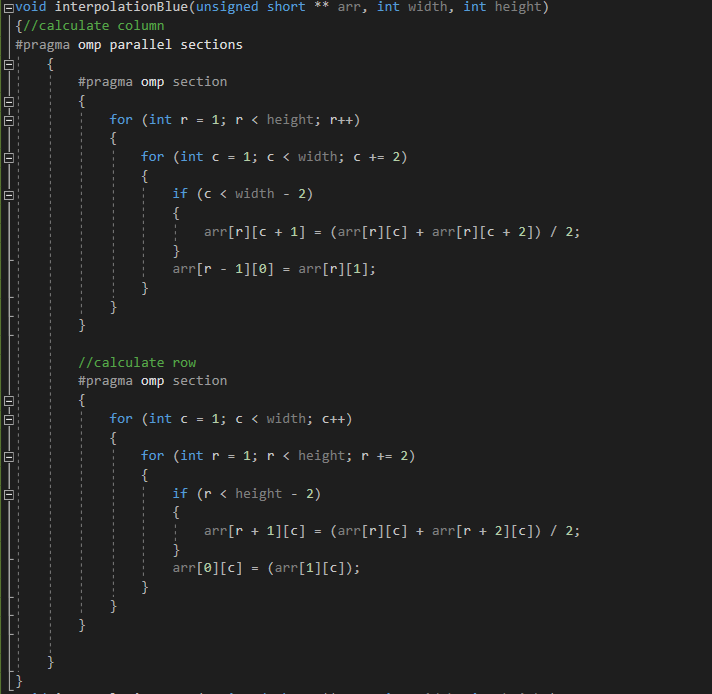 void interpolationBlue(unsigned short ** arr, int width, int height)
{//calculate column
#pragma omp parallel sections
{
#pragma omp section
{
for (int r = 1; r < height; r++)
{
for (int c = 1; c < width; c += 2)
{
if (c < width - 2)
{
arr[r][c + 1] = (arr[r][c] + arr[r][c + 2]) / 2;
}
arr[r - 1][0] = arr[r][1];
}
}
}
//calculate row
#pragma omp section
{
for (int c = 1; c < width; c++)
{
for (int r = 1; r < height; r += 2)
{
if (r < height - 2)
{
arr[r + 1][c] = (arr[r][c] + arr[r + 2][c]) / 2;
}
arr[0][c] = (arr[1][c]);
}
}
}
}
}